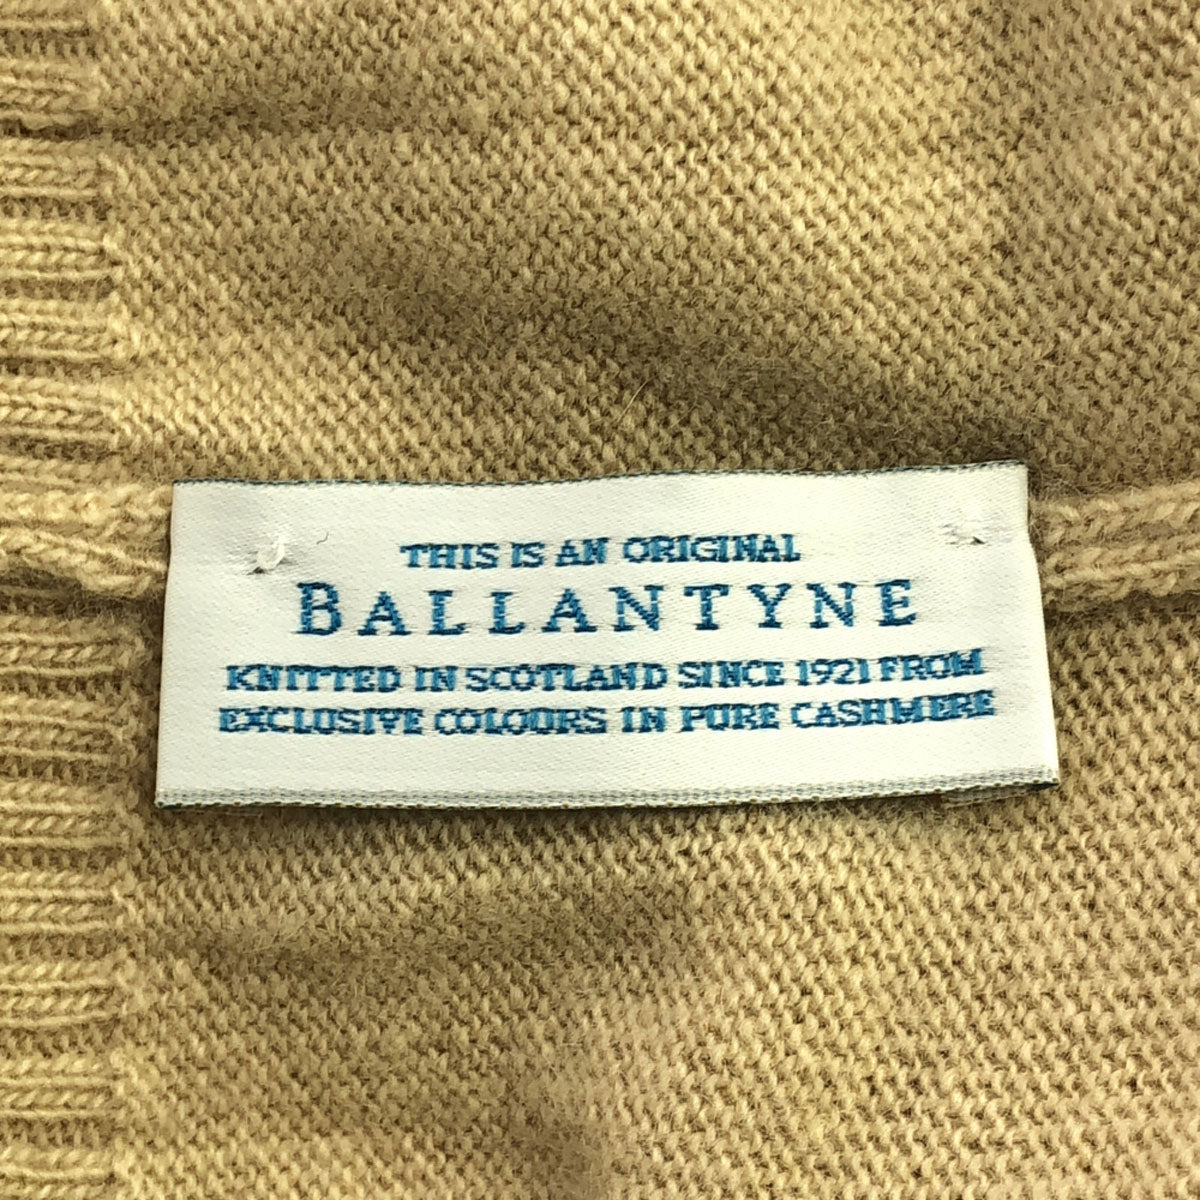 THIS IS AN ORIGINAL
BALLANTYNE
KNITTED IN SCOTLAND SINCE 1921 FROM
EXCLUSIVE COLOURS IN PURE CASHMERE